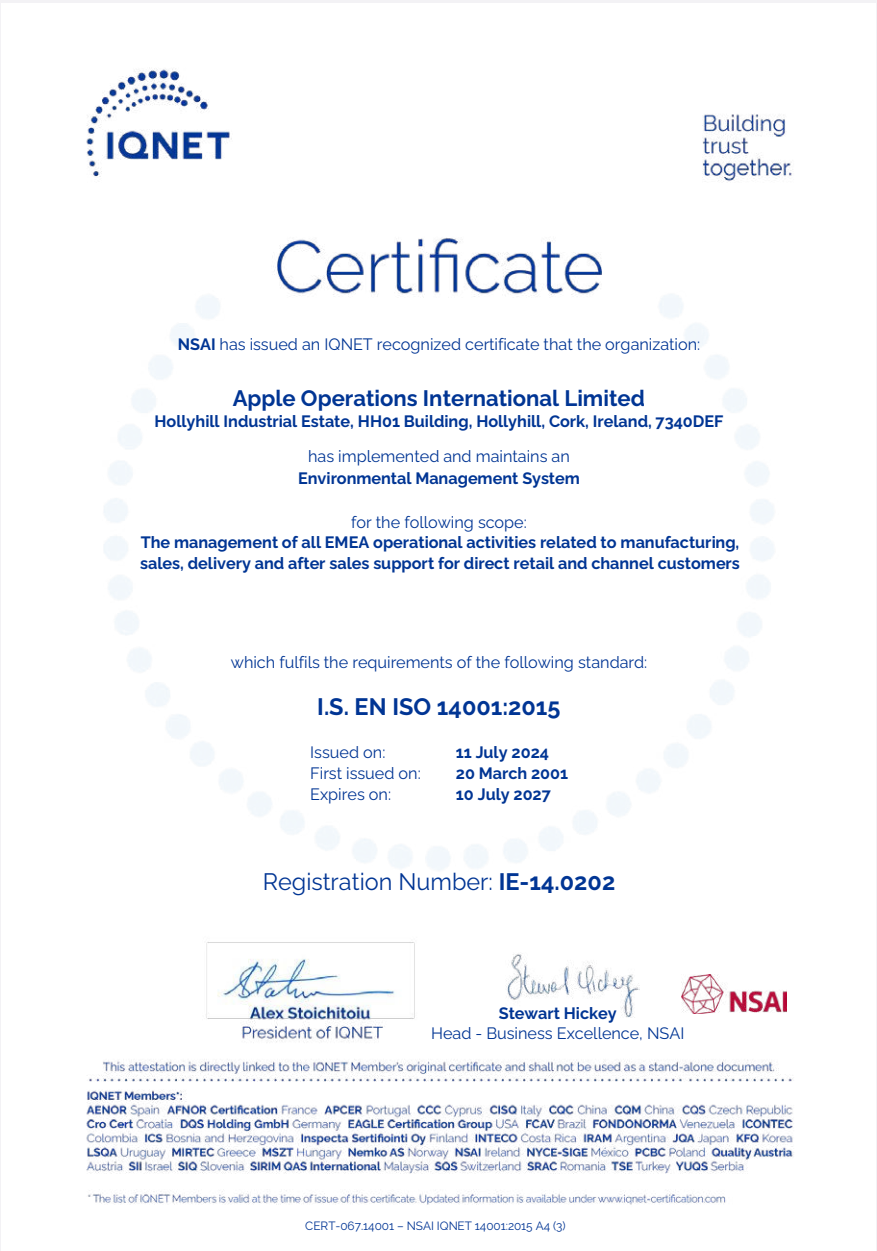 IQNET
Building
trust
together.
Certificate
NSAI has issued an IQNET recognized certificate that the organization:
Apple Operations International Limited
Hollyhill Industrial Estate, HH01 Building, Hollyhill, Cork, Ireland, 7340DEF
has implemented and maintains an
Environmental Management System
for the following scope:
The management of all EMEA operational activities related to manufacturing,
sales, delivery and after sales support for direct retail and channel customers
which fulfils the requirements of the following standard:
I.S. EN ISO 14001:2015
Issued on: 11 July 2024
First issued on: 20 March 2001
Expires on: 10 July 2027
Registration Number: IE-14.0202
Stewart Hickey
Alex Stoichitoiu
Stewart Hickey
NSAI
President of IQNET
Head - Business Excellence, NSAI
This attestation is directly linked to the IQNET Member's original certificate and shall not be used as a stand-alone document.
IQNET Members*:
AENOR Spain AFNOR Certification France APCER Portugal CCC Cyprus CISQ Italy CQC China CQM China CQS Czech Republic
Cro Cert Croatia DQS Holding GmbH Germany EAGLE Certification Group USA FCAV Brazil FONDONORMA Venezuela ICONTEC
Colombia ICS Bosnia and Herzegovina Inspecta Sertifiointi Oy Finland INTECO Costa Rica IRAM Argentina JQA Japan KFQ Korea
LSQA Uruguay MIRTEC Greece MSZT Hungary Nemko AS Norway NSAI Ireland NYCE-SIGE México PCBC Poland Quality Austria
Austria SII Israel SIQ Slovenia SIRIM QAS International Malaysia SQS Switzerland SRAC Romania TSE Turkey YUQS Serbia
* The list of IQNET Members is valid at the time of issue of this certificate. Updated information is available under www.iqnet-certification.com
CERT-067.14001 – NSAI IQNET 14001:2015 A4 (3)